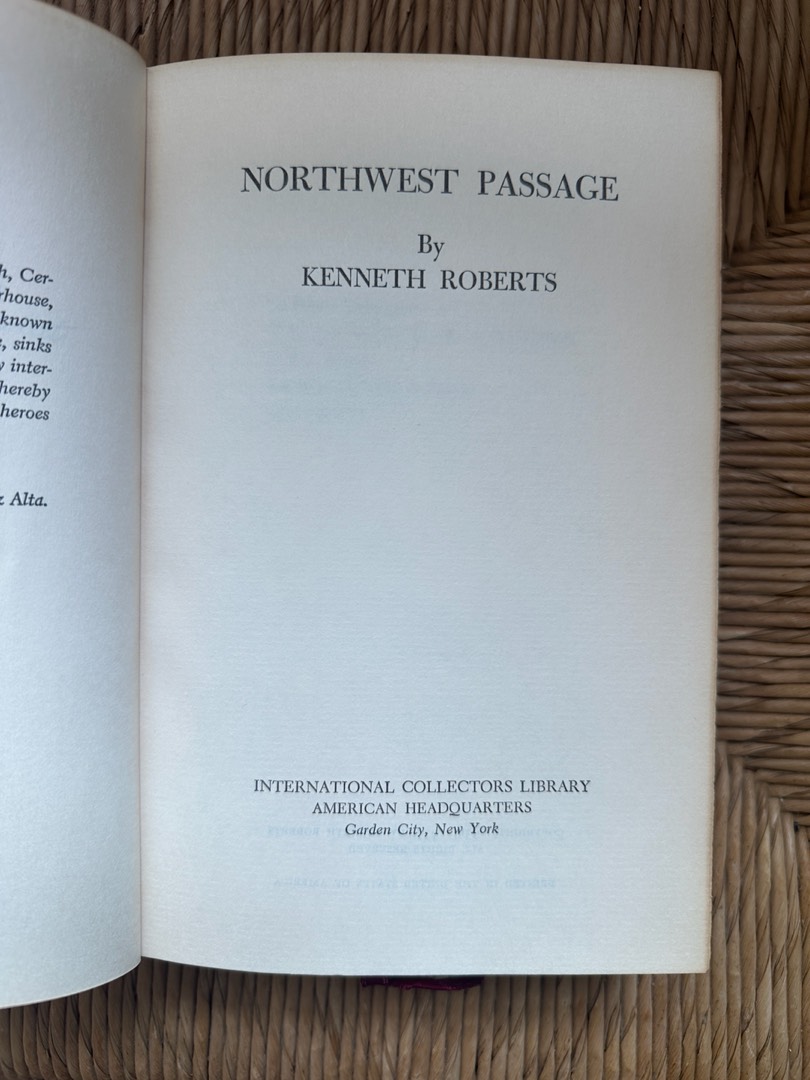 h, Cer-
rhouse,
known
, sinks
y inter-
hereby
heroes
Alta.
NORTHWEST PASSAGE
By
KENNETH ROBERTS
INTERNATIONAL COLLECTORS LIBRARY
AMERICAN HEADQUARTERS
Garden City, New York